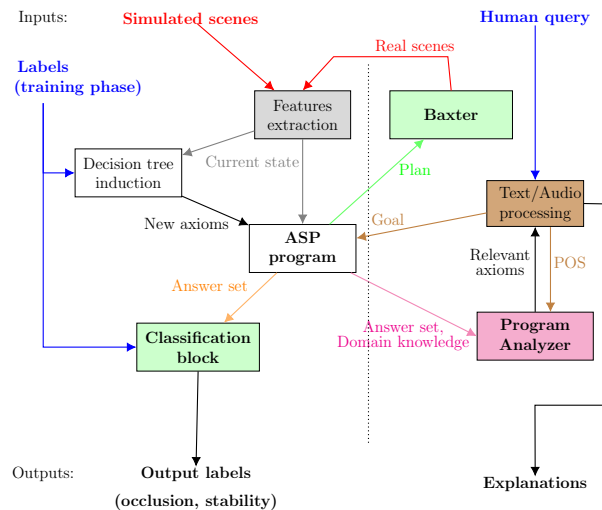 Inputs:
Simulated scenes
Human query
Real scenes
Labels
(training phase)
Features
extraction
Baxter
Current state
Decision tree
induction
Plan
Text/Audio
processing
New axioms
Goal
ASP
program
Relevant
axioms
POS
Answer set
Answer set,
Domain knowledge
Classification
block
Program
Analyzer
Outputs:
Output labels
(occlusion, stability)
Explanations